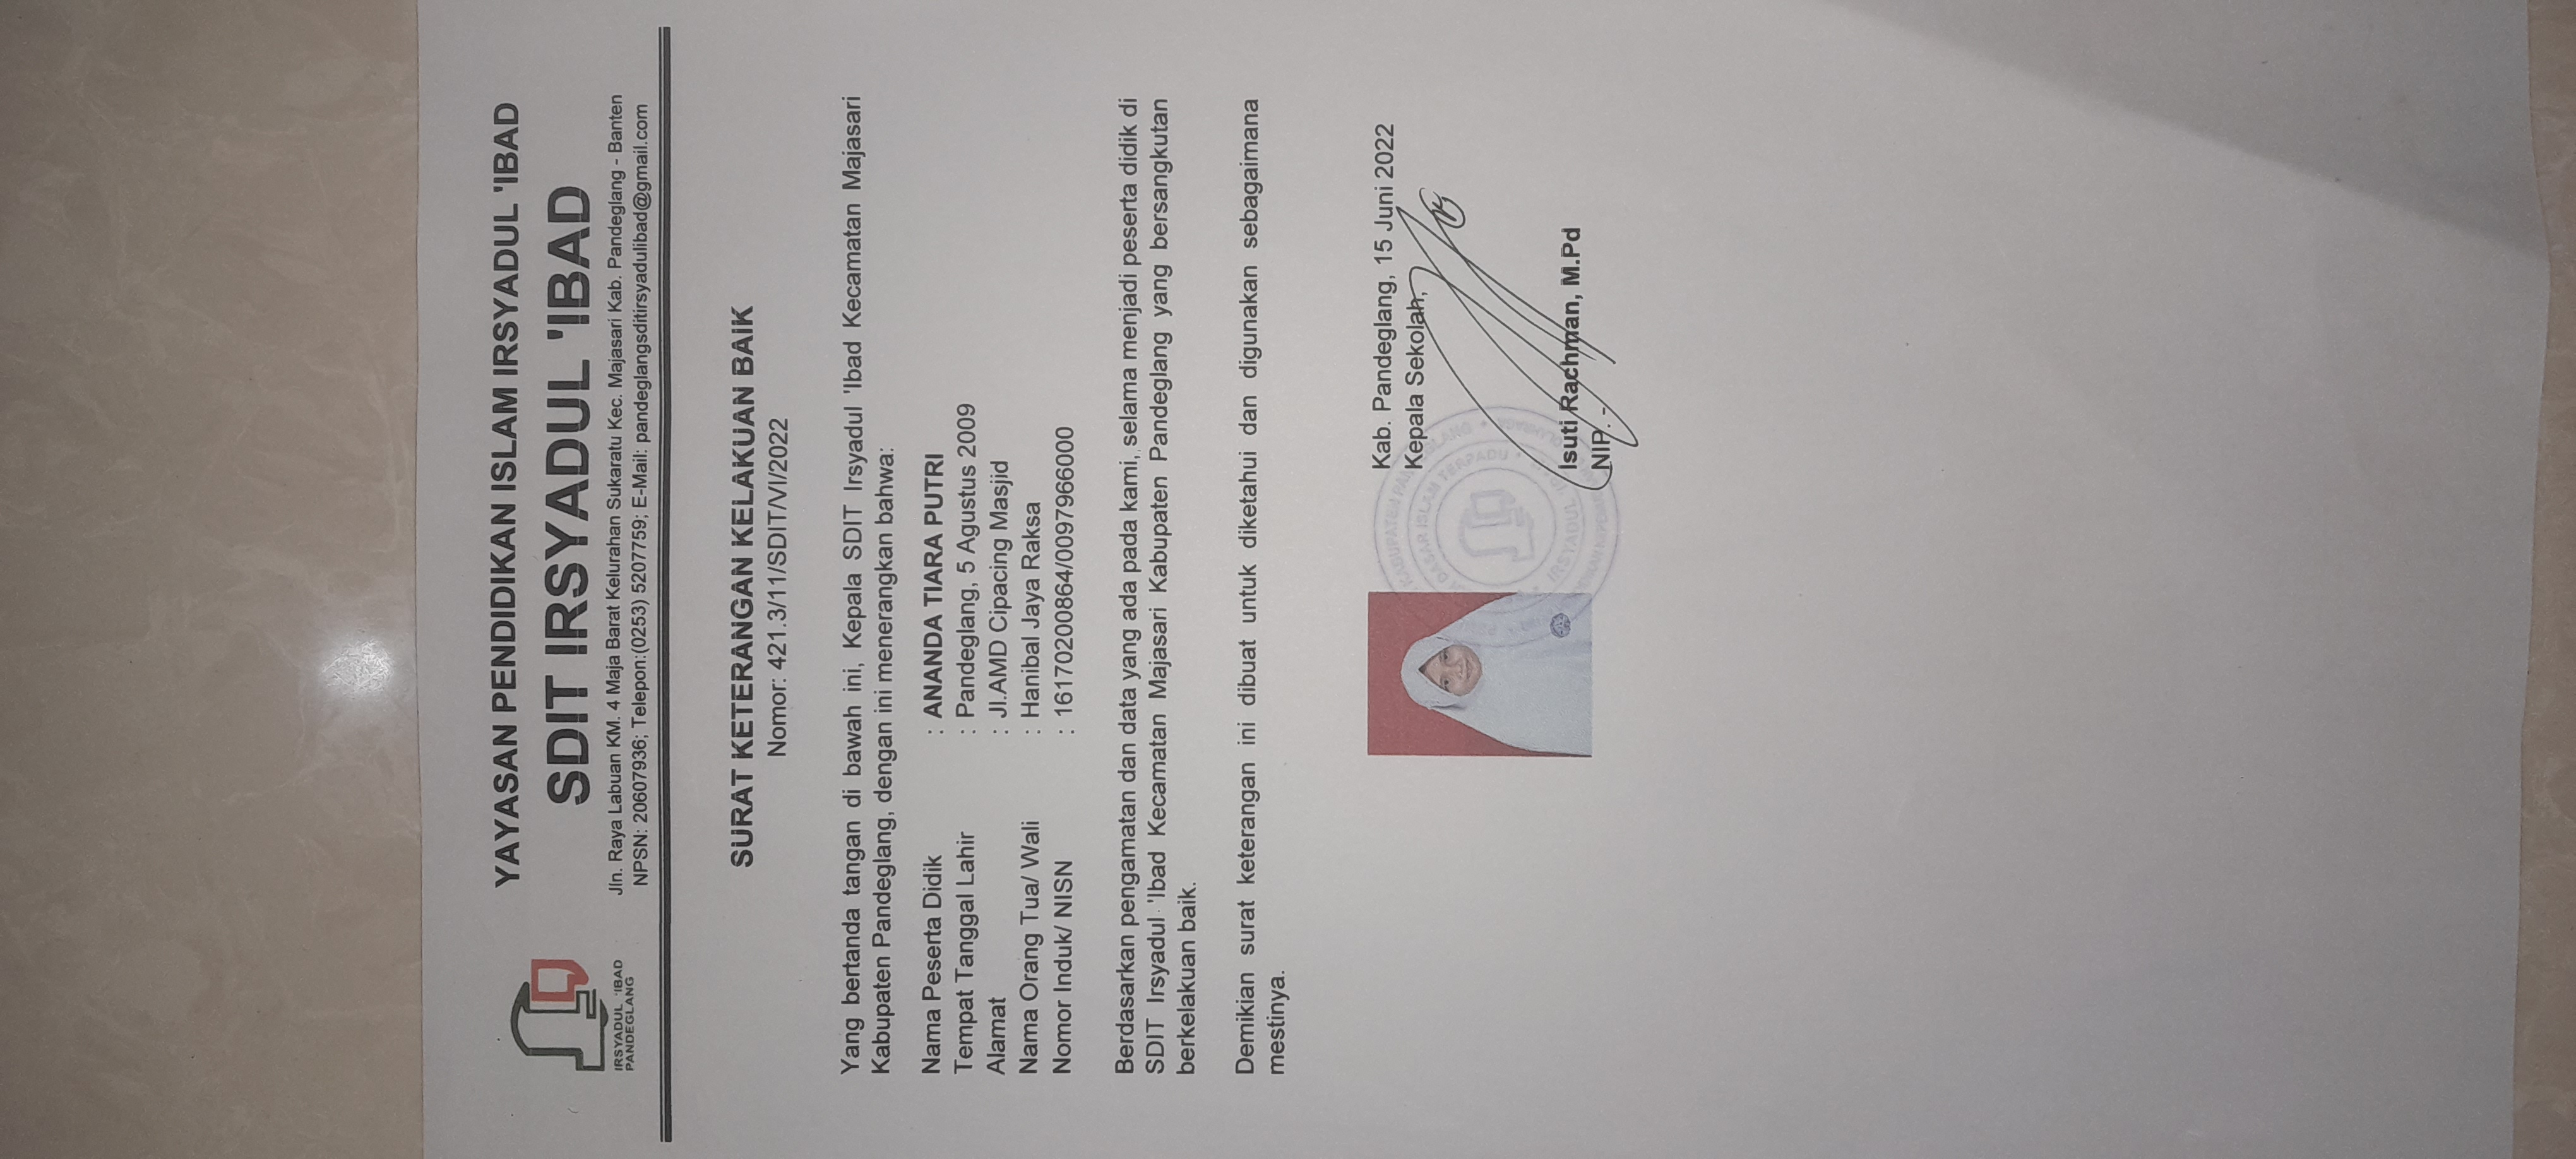 YAYASAN PENDIDIKAN ISLAM IRSYADUL 'IBAD
SDIT IRSYADUL 'IBAD
IRSYADUL 'IBAD
PANDEGLANG
Jln. Raya Labuan KM. 4 Maja Barat Kelurahan Sukaratu Kec. Majasari Kab. Pandeglang - Banten
NPSN: 20607936; Telepon:(0253) 5207759; E-Mail: pandeglangsditirsyadulibad@gmail.com
SURAT KETERANGAN KELAKUAN BAIK
Nomor: 421.3/11/SDIT/VI/2022
Yang bertanda tangan di bawah ini, Kepala SDIT Irsyadul 'Ibad Kecamatan Majasari
Kabupaten Pandeglang, dengan ini menerangkan bahwa:
Nama Peserta Didik : ANANDA TIARA PUTRI
Tempat Tanggal Lahir : Pandeglang, 5 Agustus 2009
Alamat : Jl.AMD Cipacing Masjid
Nama Orang Tua/ Wali : Hanibal Jaya Raksa
Nomor Induk/ NISN : 16170200864/0097966000
Berdasarkan pengamatan dan data yang ada pada kami, selama menjadi peserta didik di
SDIT Irsyadul 'Ibad Kecamatan Majasari Kabupaten Pandeglang yang bersangkutan
berkelakuan baik.
Demikian surat keterangan ini dibuat untuk diketahui dan digunakan sebagaimana
mestinya.
Kab. Pandeglang, 15 Juni 2022
Kepala Sekolah,
KABUPATEN PANDEGLANG
DASAR ISLAM TERPADU
IRSYADUL
Isuti Rachman, M.Pd
NIP. -